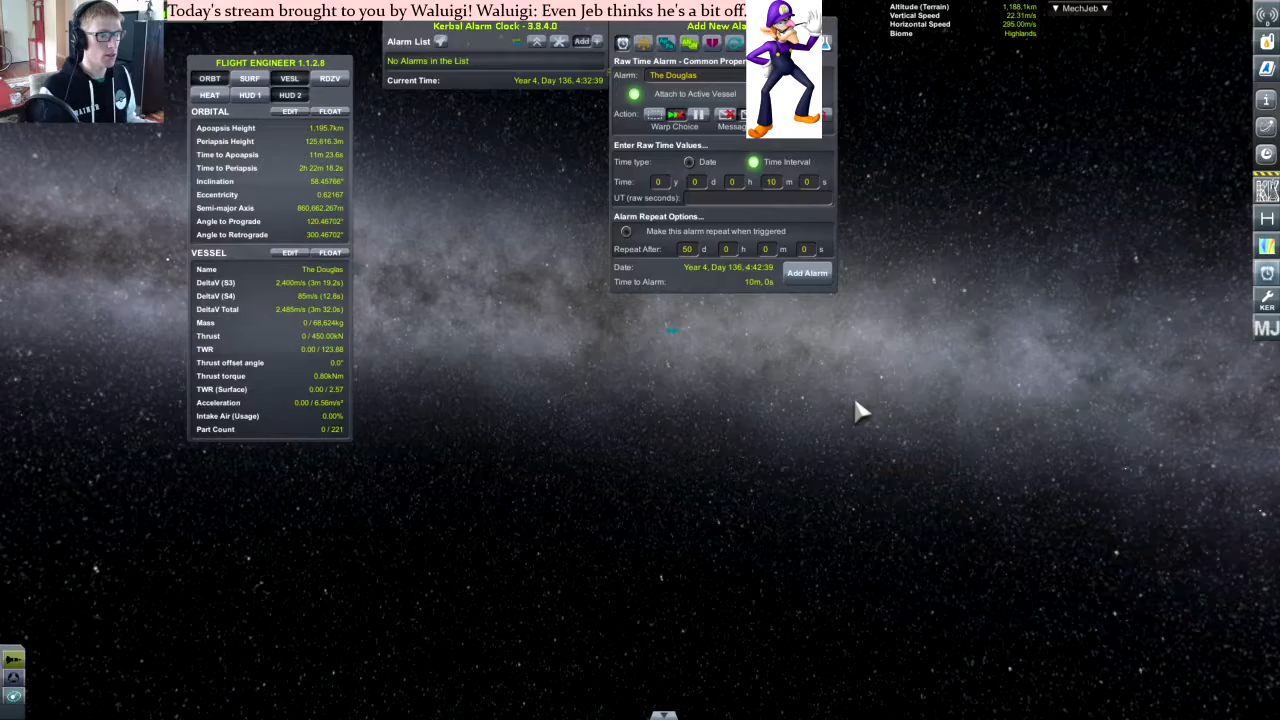 Today's stream brought to you by Waluigi! Waluigi: Even Jeb thinks he's a bit off.
FLIGHT ENGINEER 1.1.2.8
ORBT SURF VESL RDZV
HEAT HUD 1 HUD 2
ORBITAL EDIT FLOAT
Apoapsis Height 1,195.7km
Periapsis Height 125,616.3m
Time to Apoapsis 11m 23.6s
Time to Periapsis 2h 22m 18.2s
Inclination 58.45766°
Eccentricity 0.62167
Semi-major Axis 860,662.267m
Angle to Prograde 120.46702°
Angle to Retrograde 300.46702°
VESSEL EDIT FLOAT
Name The Douglas
DeltaV (S3) 2,400m/s (3m 19.2s)
DeltaV (S4) 85m/s (12.8s)
DeltaV Total 2,485m/s (3m 32.0s)
Mass 0 / 68,624kg
Thrust 0 / 450.00kN
TWR 0.00 / 123.88
Thrust offset angle 0.0°
Thrust torque 0.80kNm
TWR (Surface) 0.00 / 2.57
Acceleration 0.00 / 6.56m/s²
Intake Air (Usage) 0.00%
Part Count 0 / 221
Kerbal Alarm Clock - 3.8.4.0
Alarm List Add
No Alarms in the List
Current Time: Year 4, Day 136, 4:32:39
Add New Ala
Raw Time Alarm - Common Proper
Alarm: The Douglas
Attach to Active Vessel
Action:
Warp Choice Messag
Enter Raw Time Values...
Time type: Date Time Interval
Time: 0 y 0 d 0 h 10 m 0 s
UT (raw seconds):
Alarm Repeat Options...
Make this alarm repeat when triggered
Repeat After: 50 d 0 h 0 m 0 s
Date: Year 4, Day 136, 4:42:39
Time to Alarm: 10m, 0s
Add Alarm
Altitude (Terrain) 1,188.1km
Vertical Speed 22.31m/s
Horizontal Speed 295.00m/s
Biome Highlands
▼ MechJeb ▼
0
KER
MJ